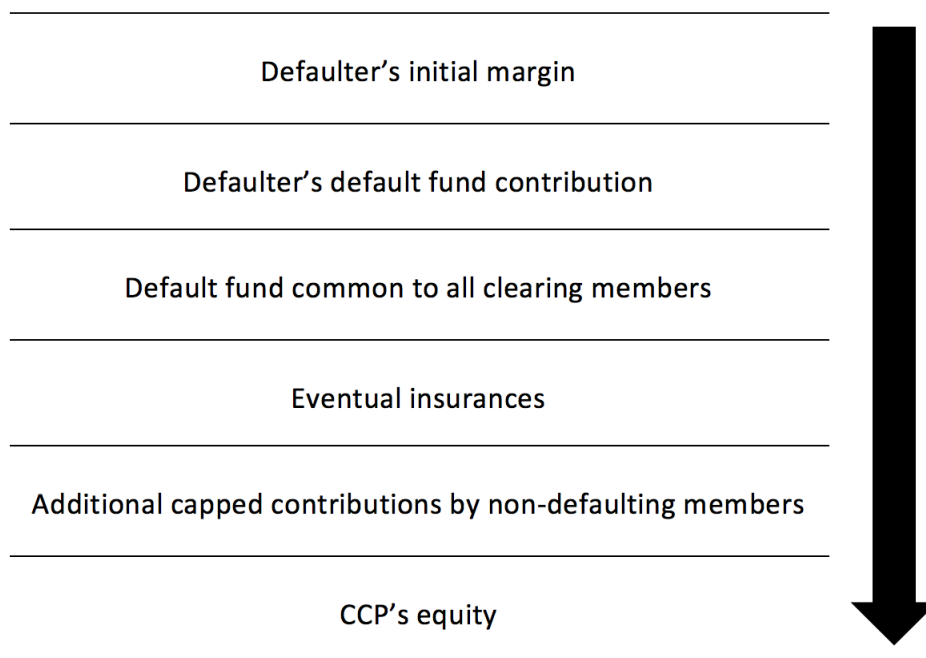 Defaulter’s initial margin
Defaulter’s default fund contribution
Default fund common to all clearing members
Eventual insurances
Additional capped contributions by non-defaulting members
CCP’s equity